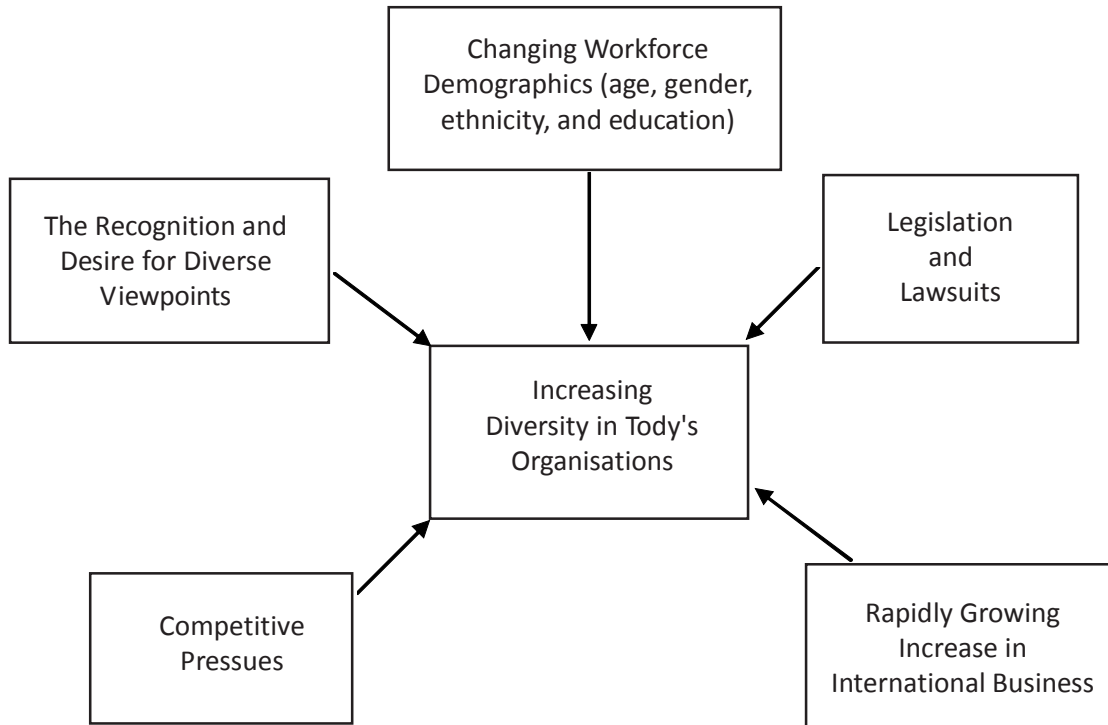 Changing Workforce
Demographics (age, gender,
ethnicity, and education)
The Recognition and
Desire for Diverse
Viewpoints
Legislation
and
Lawsuits
Increasing
Diversity in Tody's
Organisations
Competitive
Pressues
Rapidly Growing
Increase in
International Business